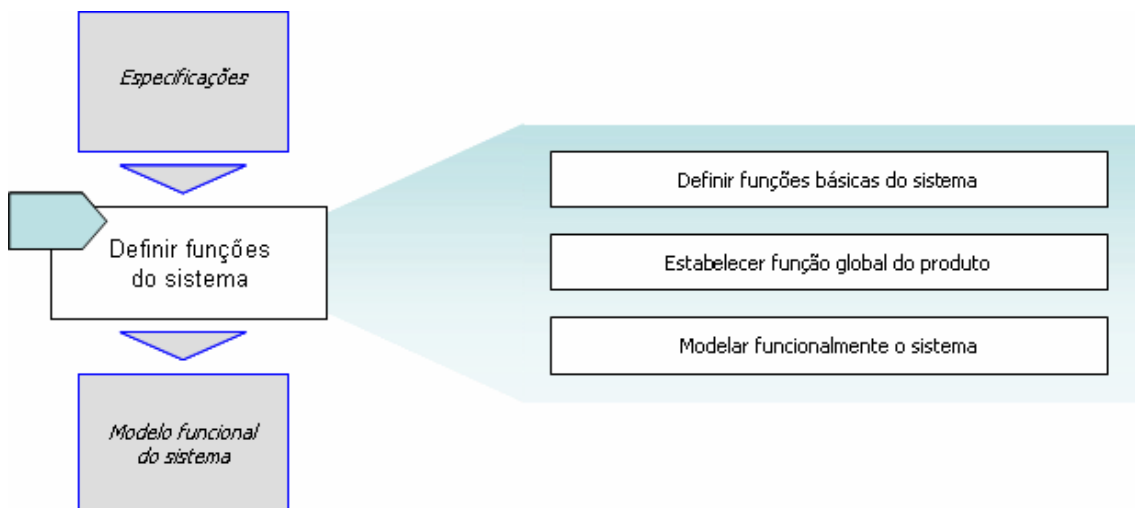 Especificações
Definir funções
do sistema
Modelo funcional
do sistema
Definir funções básicas do sistema
Estabelecer função global do produto
Modelar funcionalmente o sistema